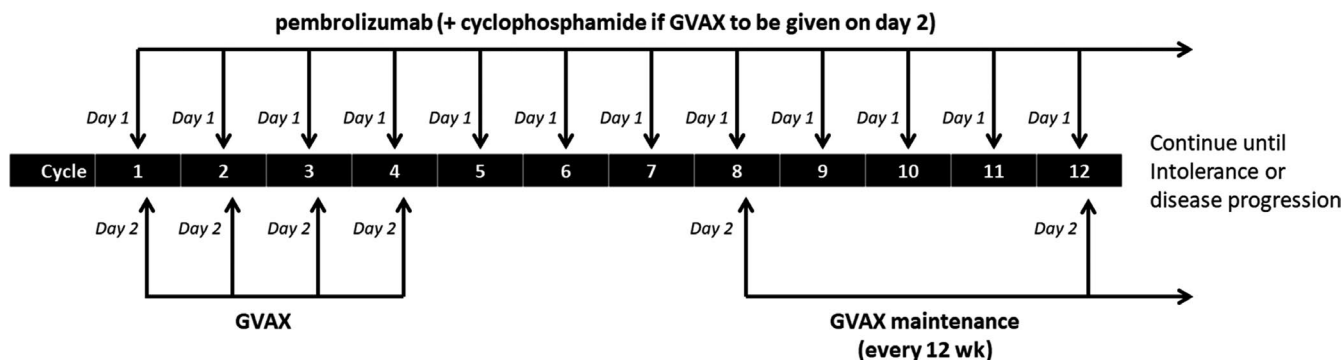 pembrolizumab (+ cyclophosphamide if GVAX to be given on day 2)
Day 1 Day 1 Day 1 Day 1 Day 1 Day 1 Day 1 Day 1 Day 1 Day 1 Day 1 Day 1
Cycle 1 2 3 4 5 6 7 8 9 10 11 12
Continue until
Intolerance or
disease progression
Day 2 Day 2 Day 2 Day 2 Day 2 Day 2
GVAX
GVAX maintenance
(every 12 wk)